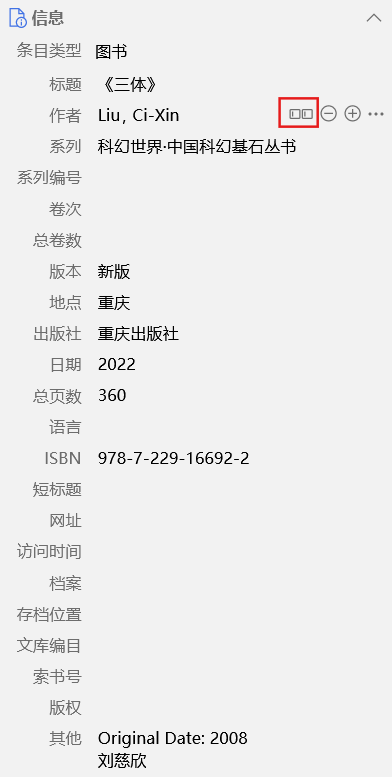 信息
条目类型 图书
标题 《三体》
作者 Liu, Ci-Xin
系列 科幻世界·中国科幻基石丛书
系列编号
卷次
总卷数
版本 新版
地点 重庆
出版社 重庆出版社
日期 2022
总页数 360
语言
ISBN 978-7-229-16692-2
短标题
网址
访问时间
档案
存档位置
文库编目
索书号
版权
其他 Original Date: 2008
刘慈欣